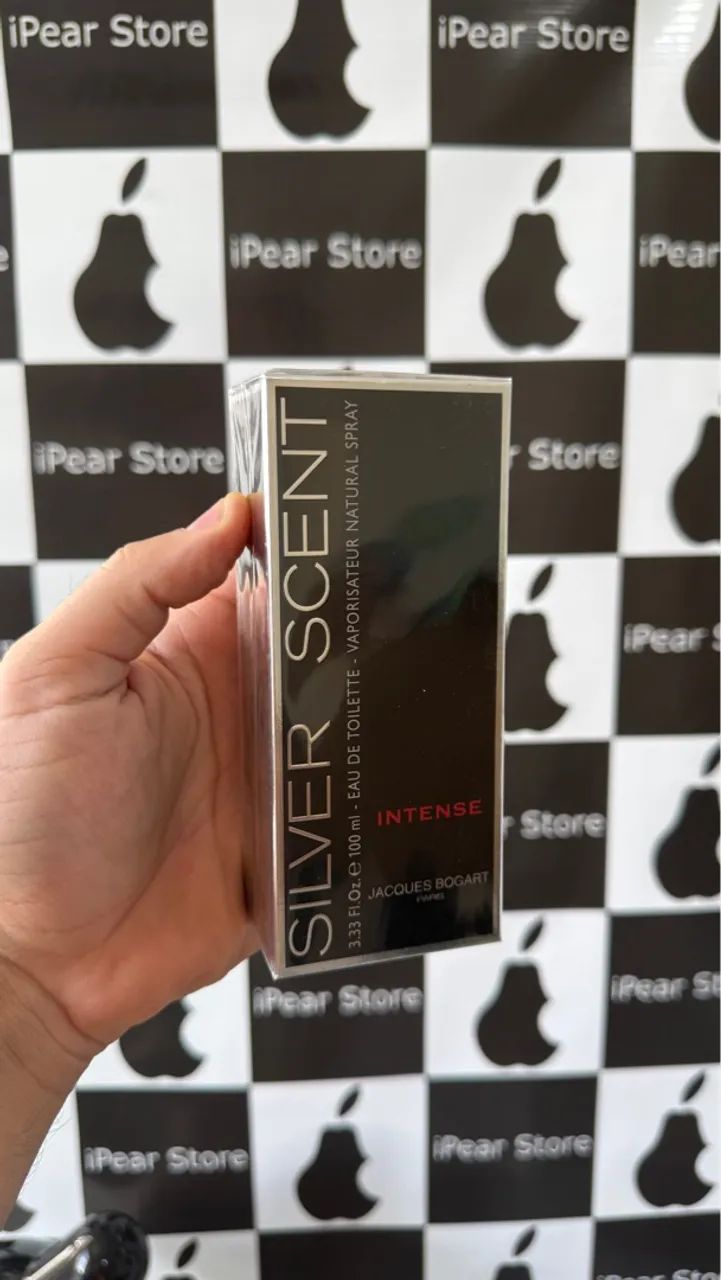 iPear Store
iPear Store
iPear Store
iPear
iPear Store
Store
SILVER SCENT
3.33 Fl.Oz. e 100 ml - EAU DE TOILETTE - VAPORISATEUR NATURAL SPRAY
INTENSE
JACQUES BOGART
PARIS
iPear
Store
iPear Store
iPear St
iPear Store
iPear Store